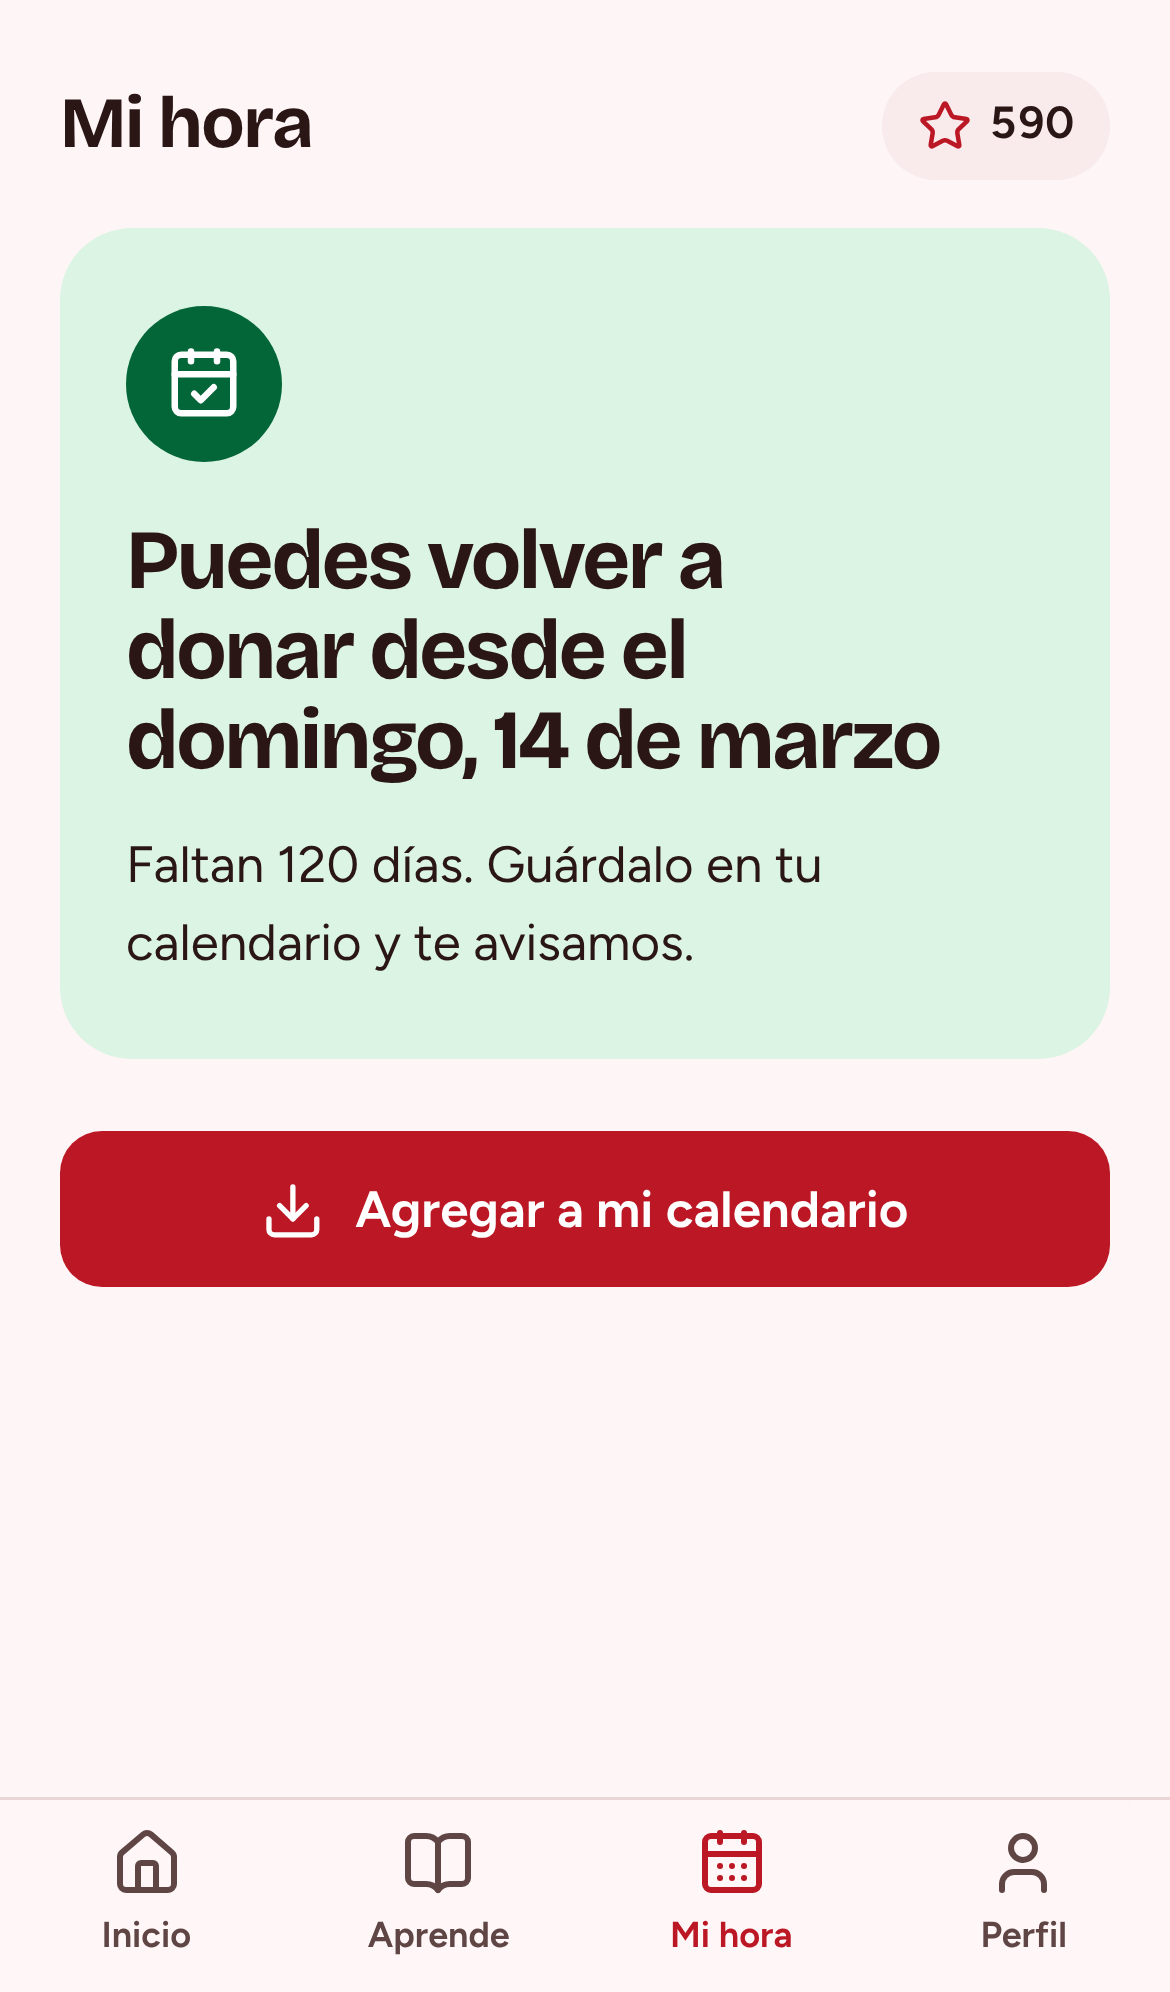 Mi hora
590
Puedes volver a
donar desde el
domingo, 14 de marzo
Faltan 120 días. Guárdalo en tu
calendario y te avisamos.
Agregar a mi calendario
Inicio
Aprende
Mi hora
Perfil